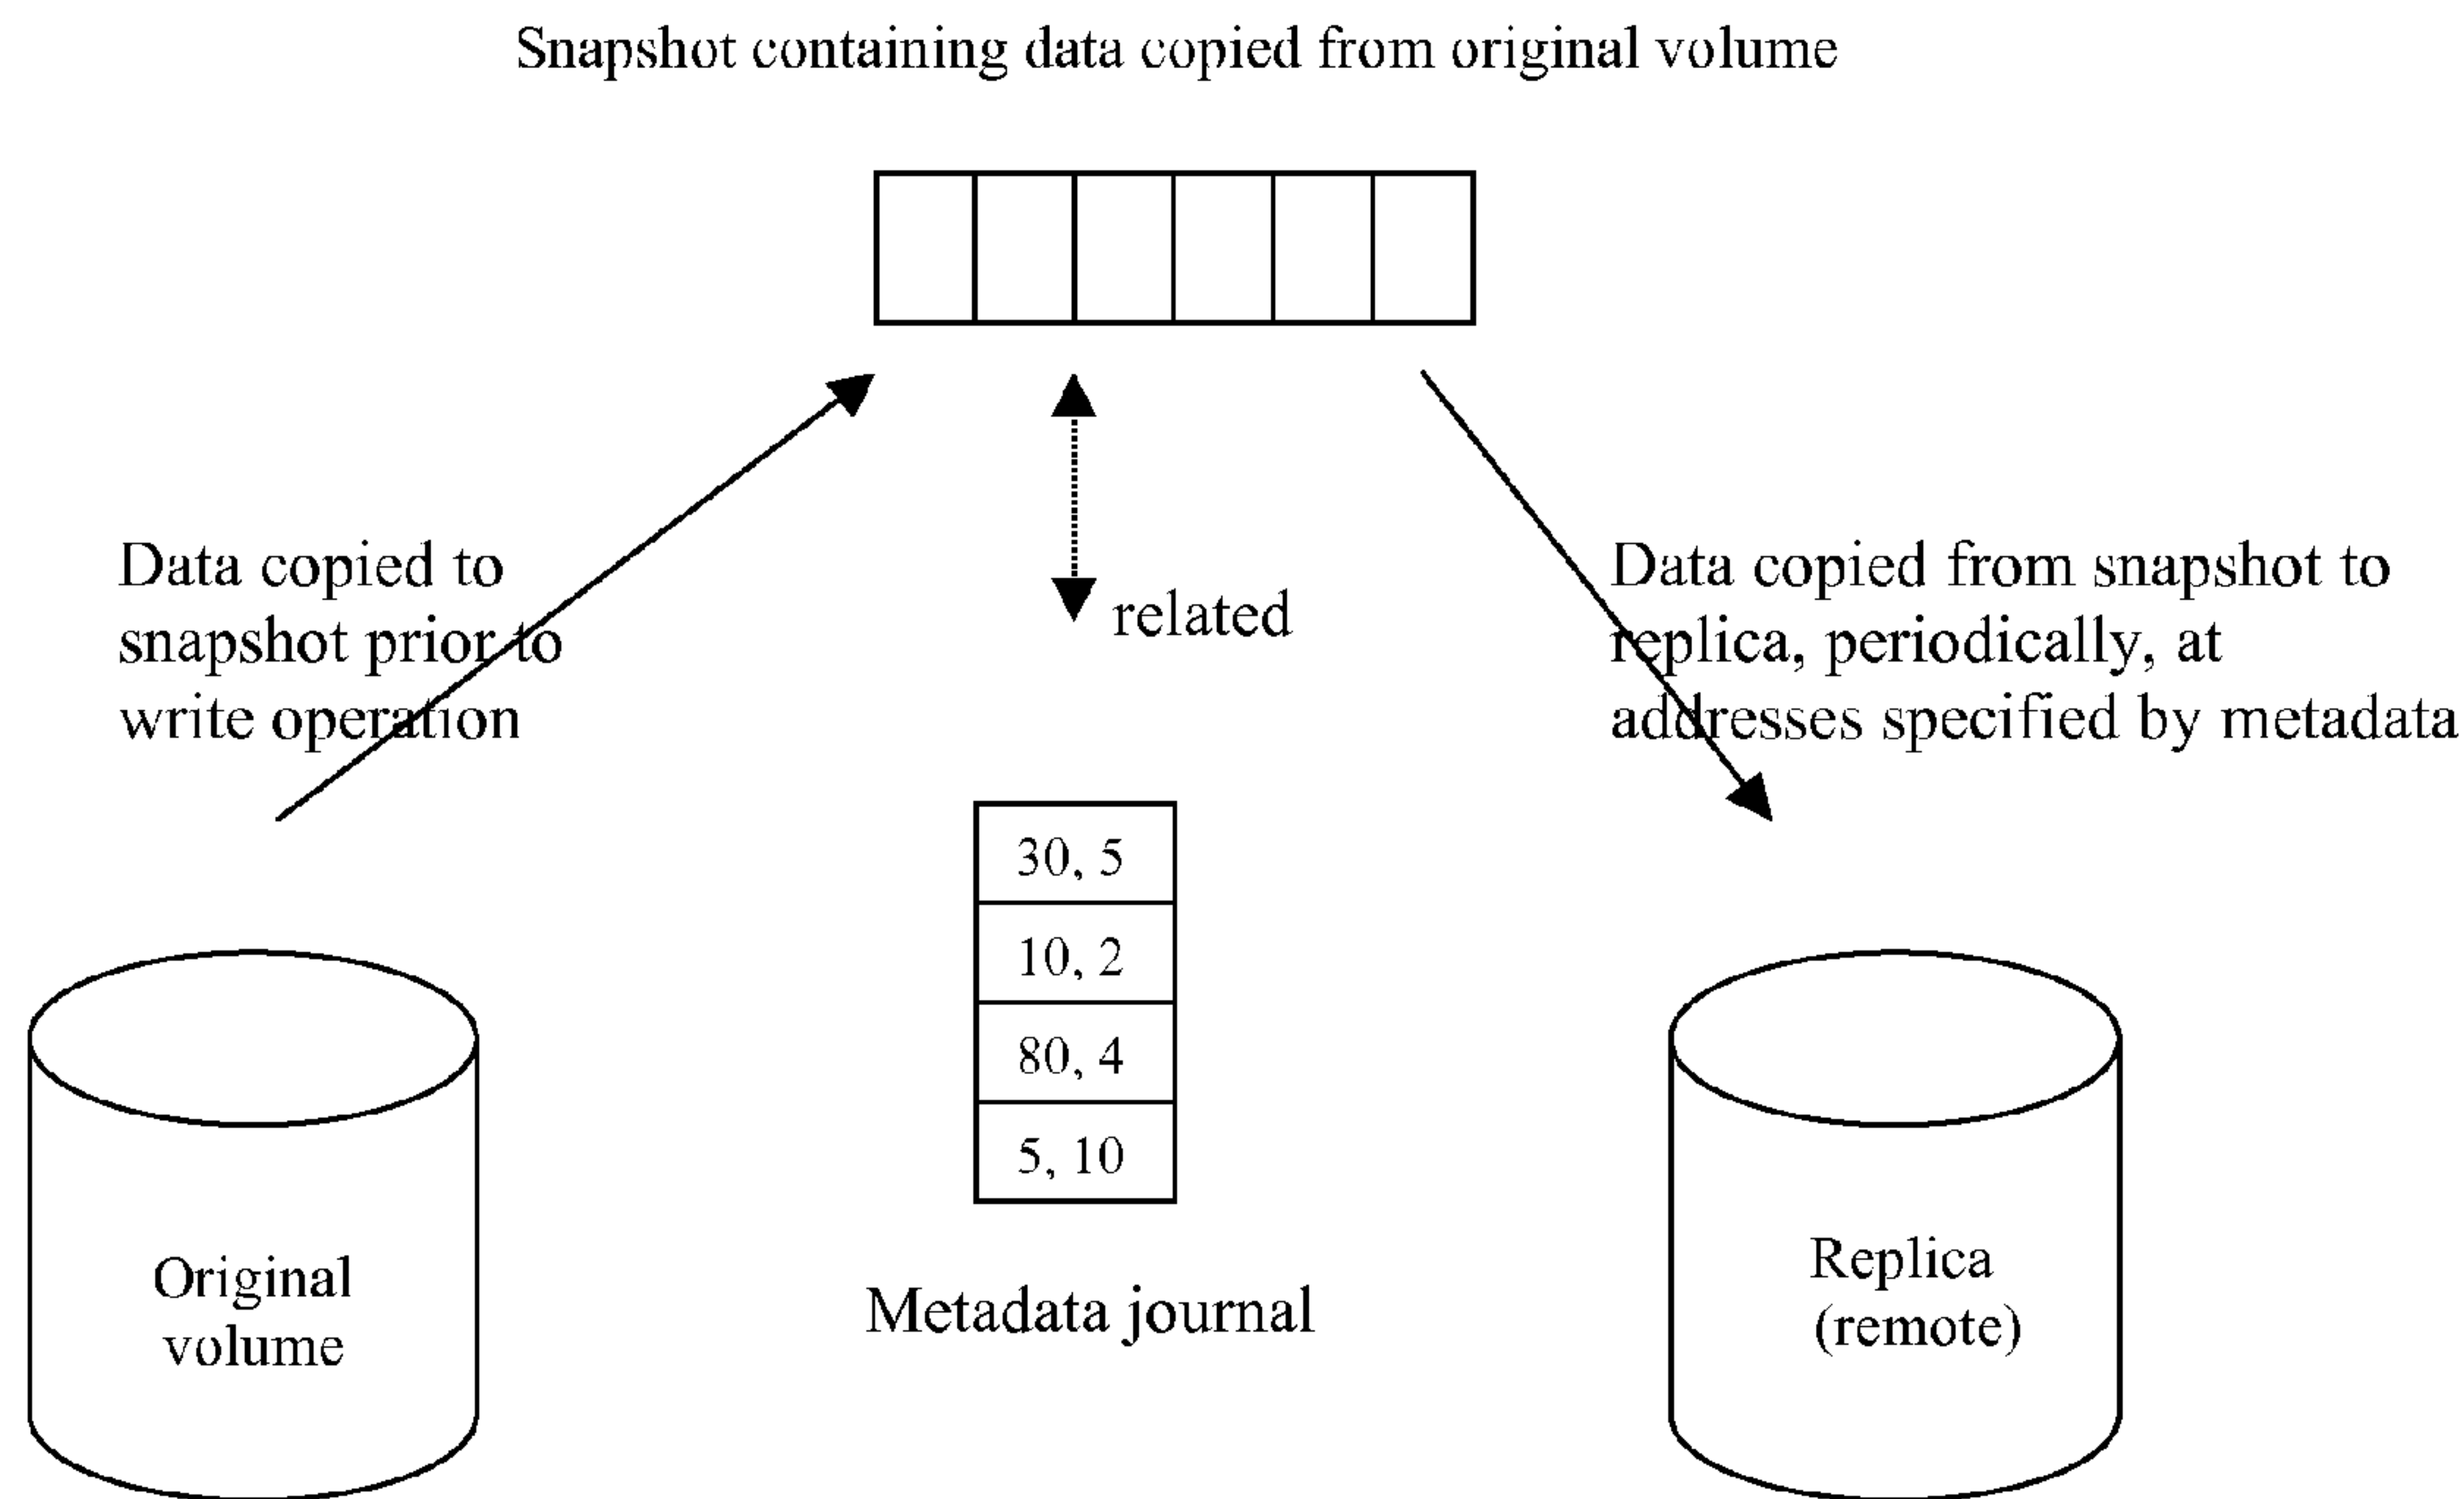 Snapshot containing data copied from original volume
Data copied to
snapshot prior to
write operation
related
Data copied from snapshot to
replica, periodically, at
addresses specified by metadata
30, 5
10, 2
80, 4
5, 10
Original
volume
Metadata journal
Replica
(remote)